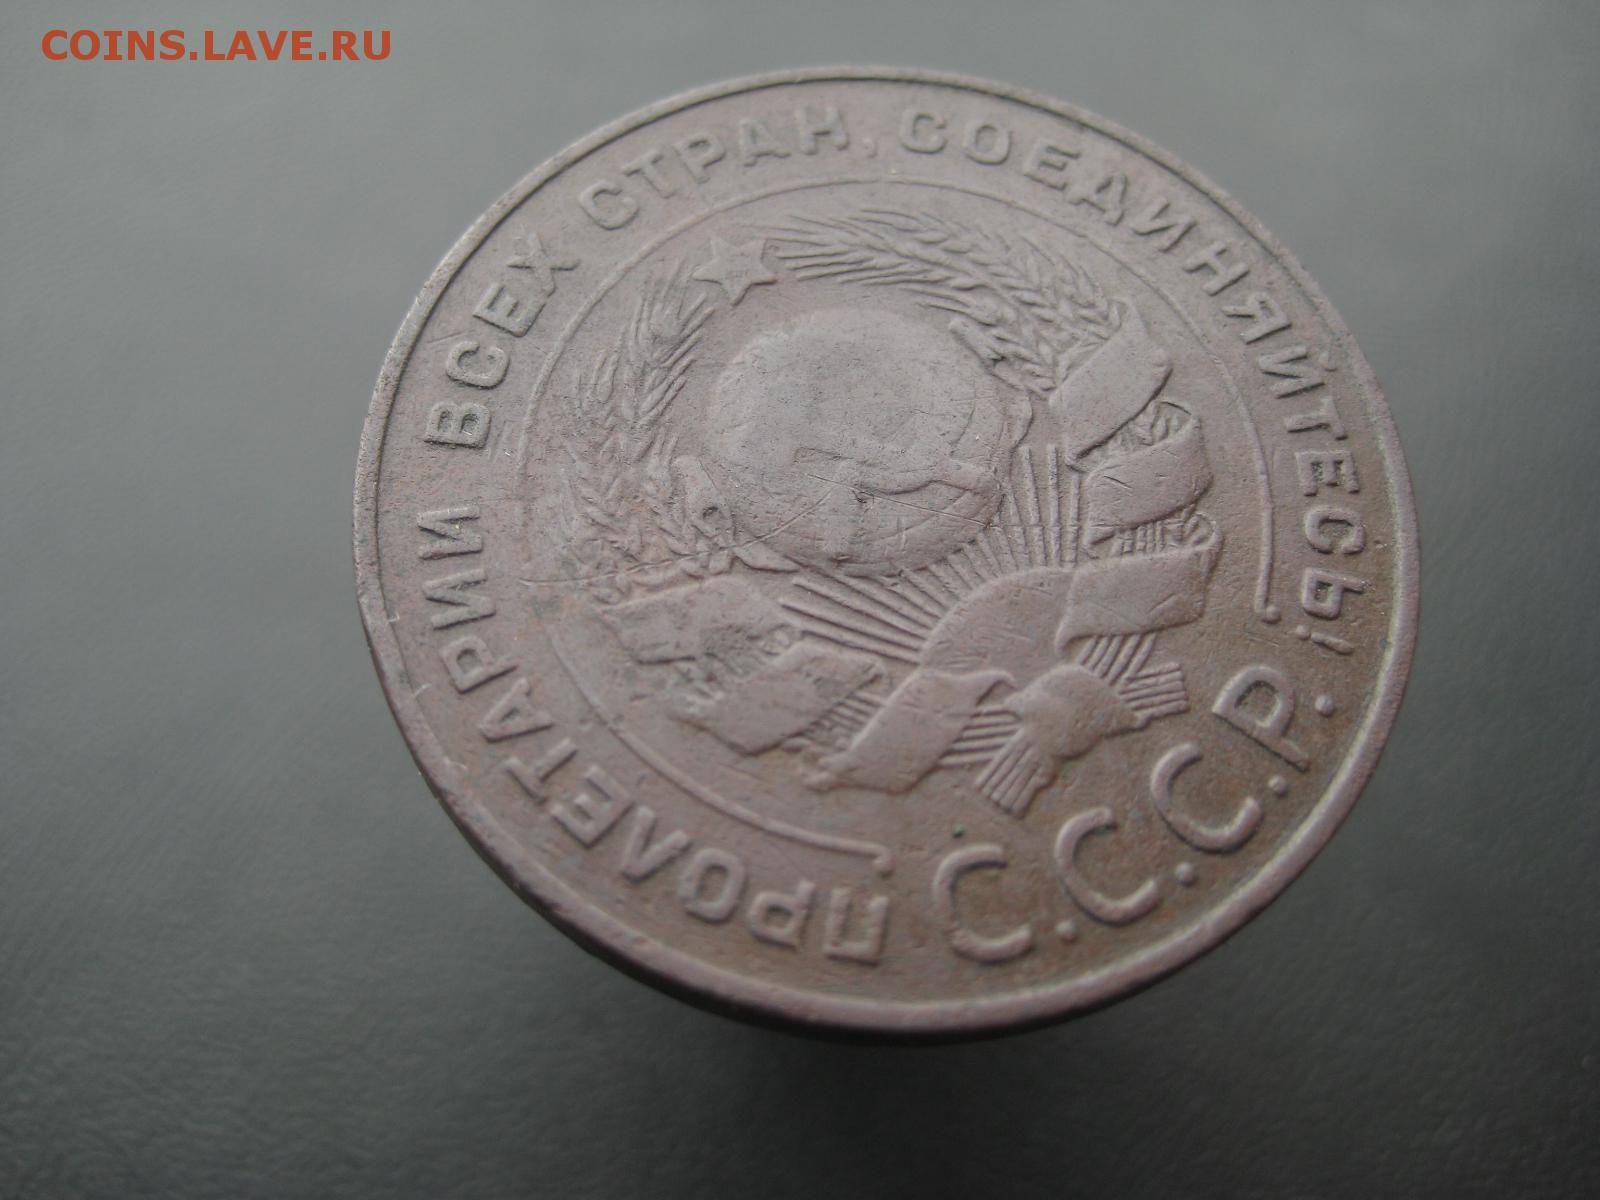 COINS.LAVE.RU
ПРОЛЕТАРИИ ВСЕХ СТРАН, СОЕДИНЯЙТЕСЬ!
С.С.С.Р.